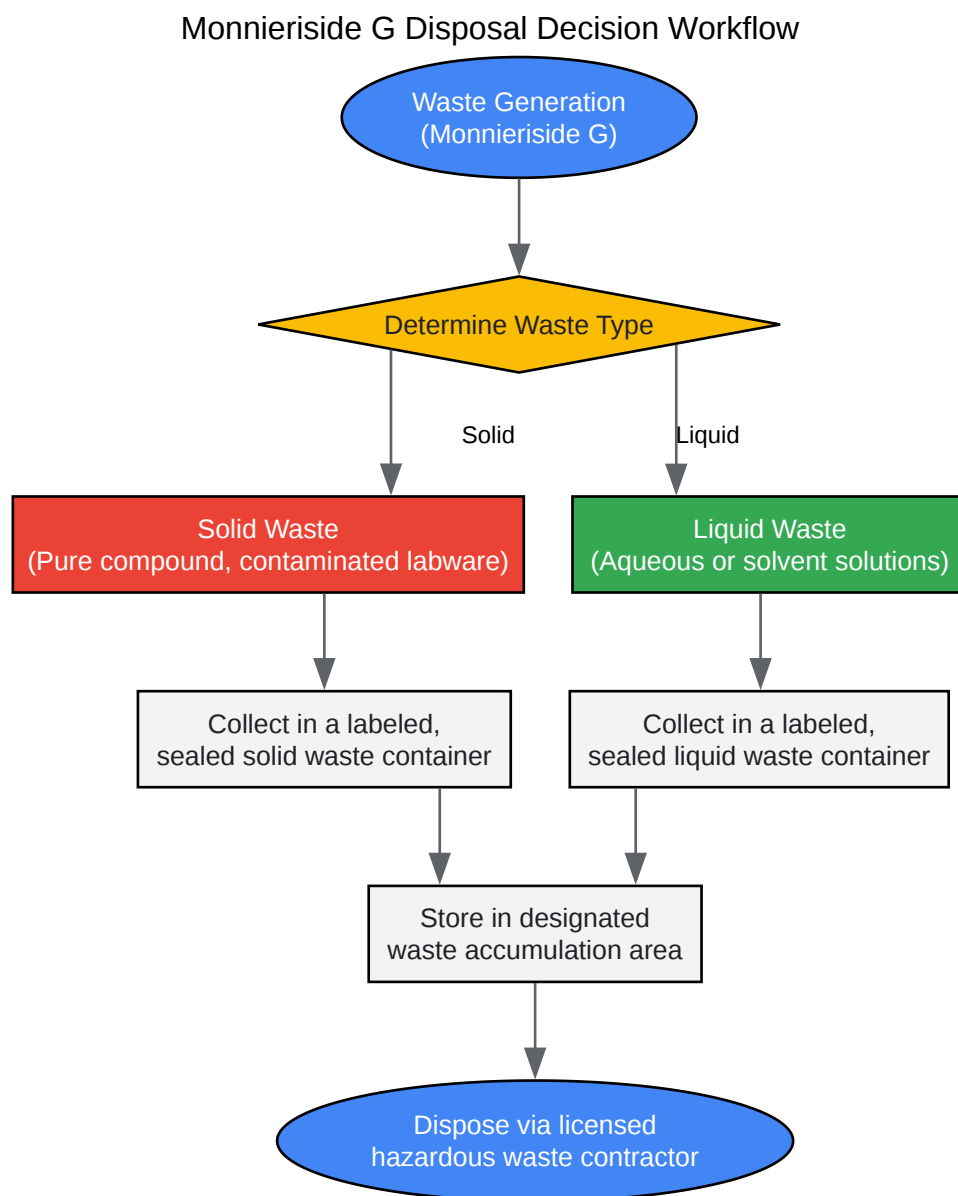 Monnieriside G Disposal Decision Workflow
Waste Generation
(Monnieriside G)
Determine Waste Type
Solid
Liquid
Solid Waste
(Pure compound, contaminated labware)
Liquid Waste
(Aqueous or solvent solutions)
Collect in a labeled,
sealed solid waste container
Collect in a labeled,
sealed liquid waste container
Store in designated
waste accumulation area
Dispose via licensed
hazardous waste contractor